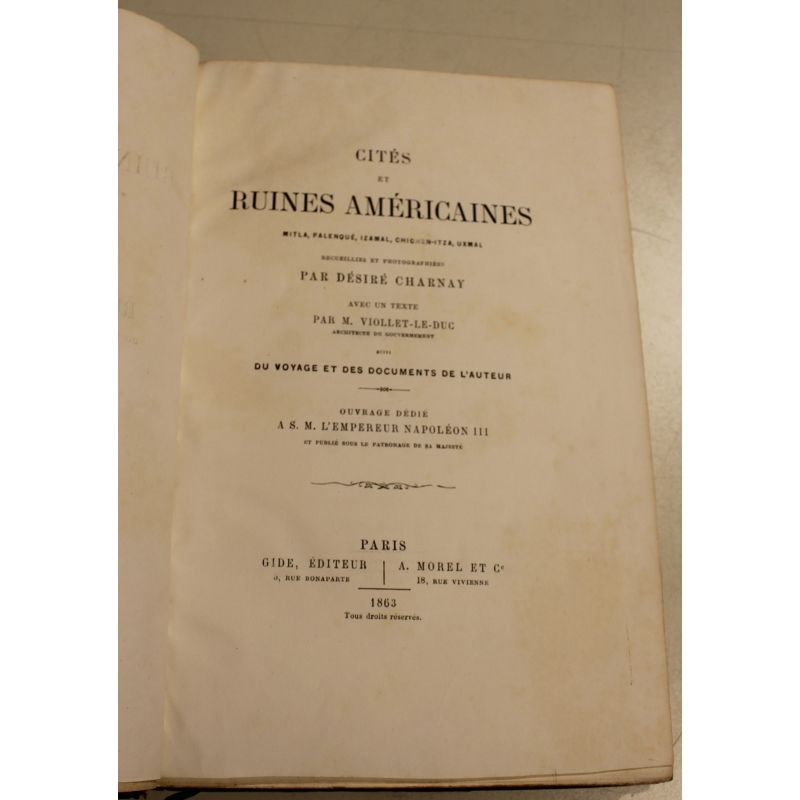 CITÉS
ET
RUINES AMÉRICAINES
MITLA, PALENQUÉ, IZAMAL, CHICHEN-ITZA, UXMAL
RECUEILLIES ET PHOTOGRAPHIÉES
PAR DÉSIRÉ CHARNAY
AVEC UN TEXTE
PAR M. VIOLLET-LE-DUC
ARCHITECTE DU GOUVERNEMENT
SUIVI
DU VOYAGE ET DES DOCUMENTS DE L'AUTEUR
OUVRAGE DÉDIÉ
A S. M. L'EMPEREUR NAPOLÉON III
ET PUBLIÉ SOUS LE PATRONAGE DE SA MAJESTÉ
PARIS
GIDE, ÉDITEUR
RUE BONAPARTE
A. MOREL ET Cᵉ
18, RUE VIVIENNE
1863
Tous droits réservés.